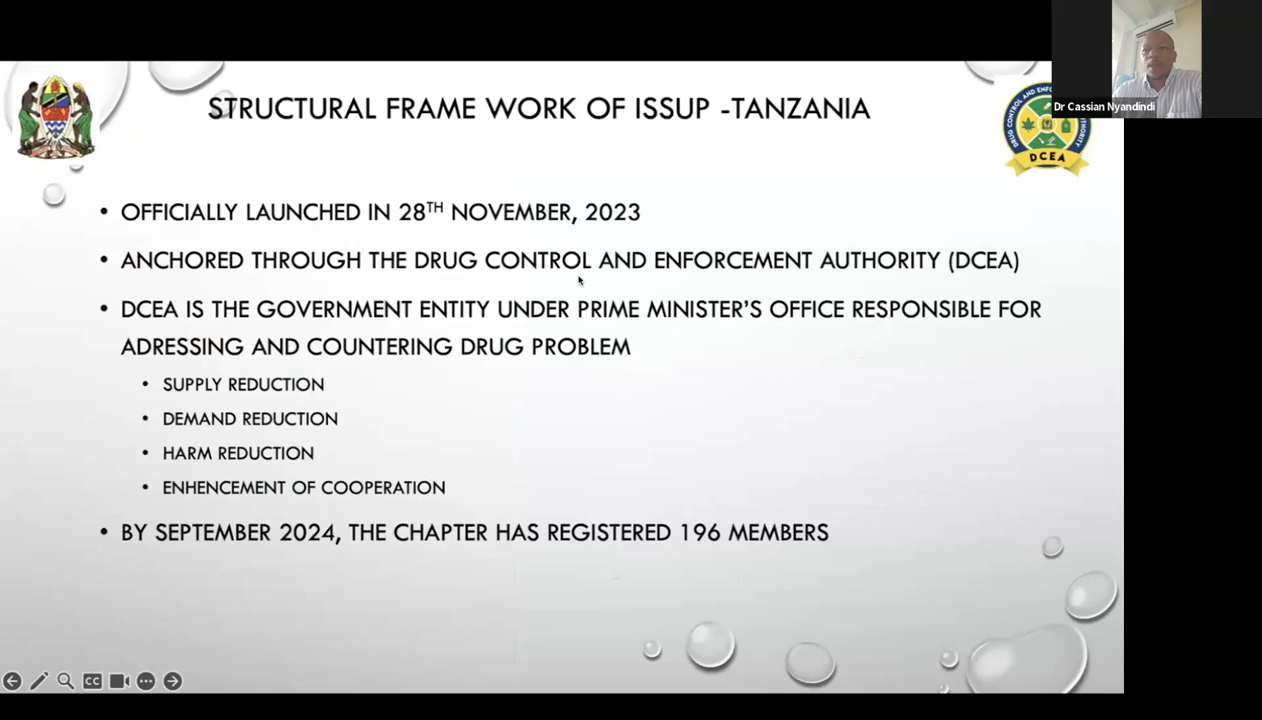 STRUCTURAL FRAME WORK OF ISSUP -TANZANIA
Dr Cassian Nyandindi
DCEA
• OFFICIALLY LAUNCHED IN 28TH NOVEMBER, 2023
• ANCHORED THROUGH THE DRUG CONTROL AND ENFORCEMENT AUTHORITY (DCEA)
• DCEA IS THE GOVERNMENT ENTITY UNDER PRIME MINISTER'S OFFICE RESPONSIBLE FOR
ADRESSING AND COUNTERING DRUG PROBLEM
• SUPPLY REDUCTION
• DEMAND REDUCTION
• HARM REDUCTION
• ENHENCEMENT OF COOPERATION
• BY SEPTEMBER 2024, THE CHAPTER HAS REGISTERED 196 MEMBERS
CC